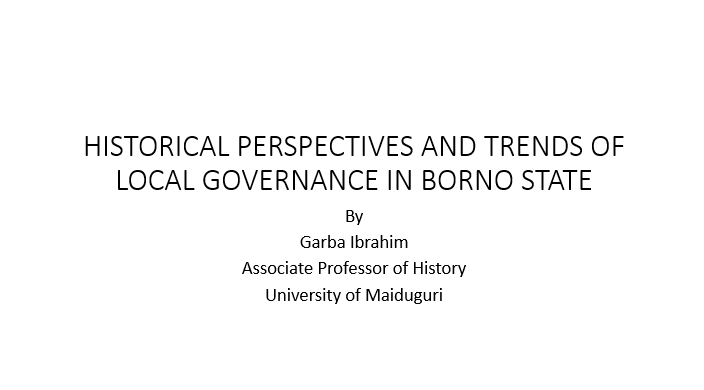 HISTORICAL PERSPECTIVES AND TRENDS OF
LOCAL GOVERNANCE IN BORNO STATE
By
Garba Ibrahim
Associate Professor of History
University of Maiduguri